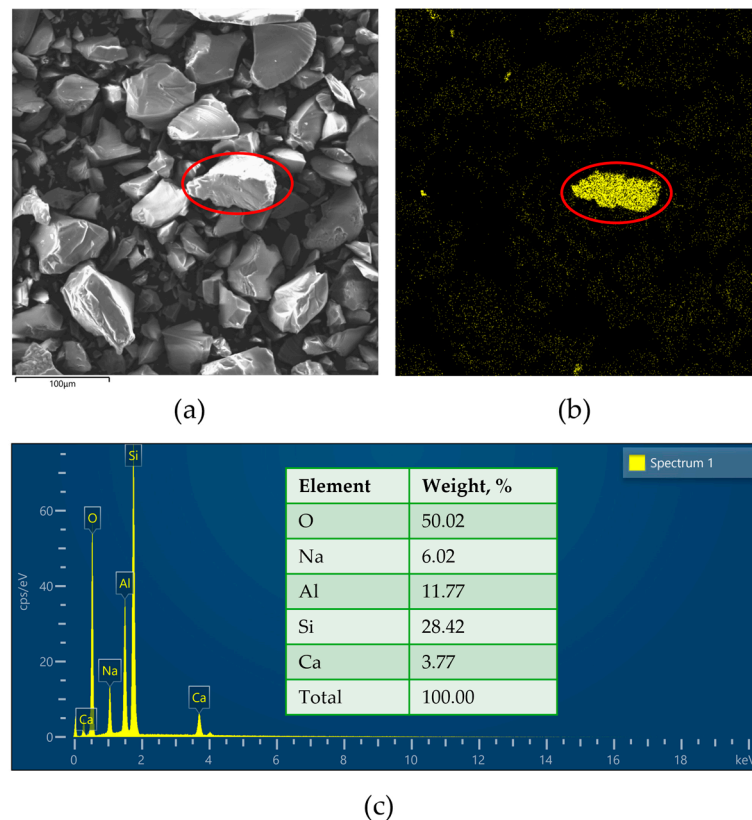 100μm
(a) (b)
Spectrum 1
cps/eV
60
40
20
0
Si
O
Al
Na
Ca
Ca
Element Weight, %
O 50.02
Na 6.02
Al 11.77
Si 28.42
Ca 3.77
Total 100.00
0 2 4 6 8 10 12 14 16 18 keV
(c)